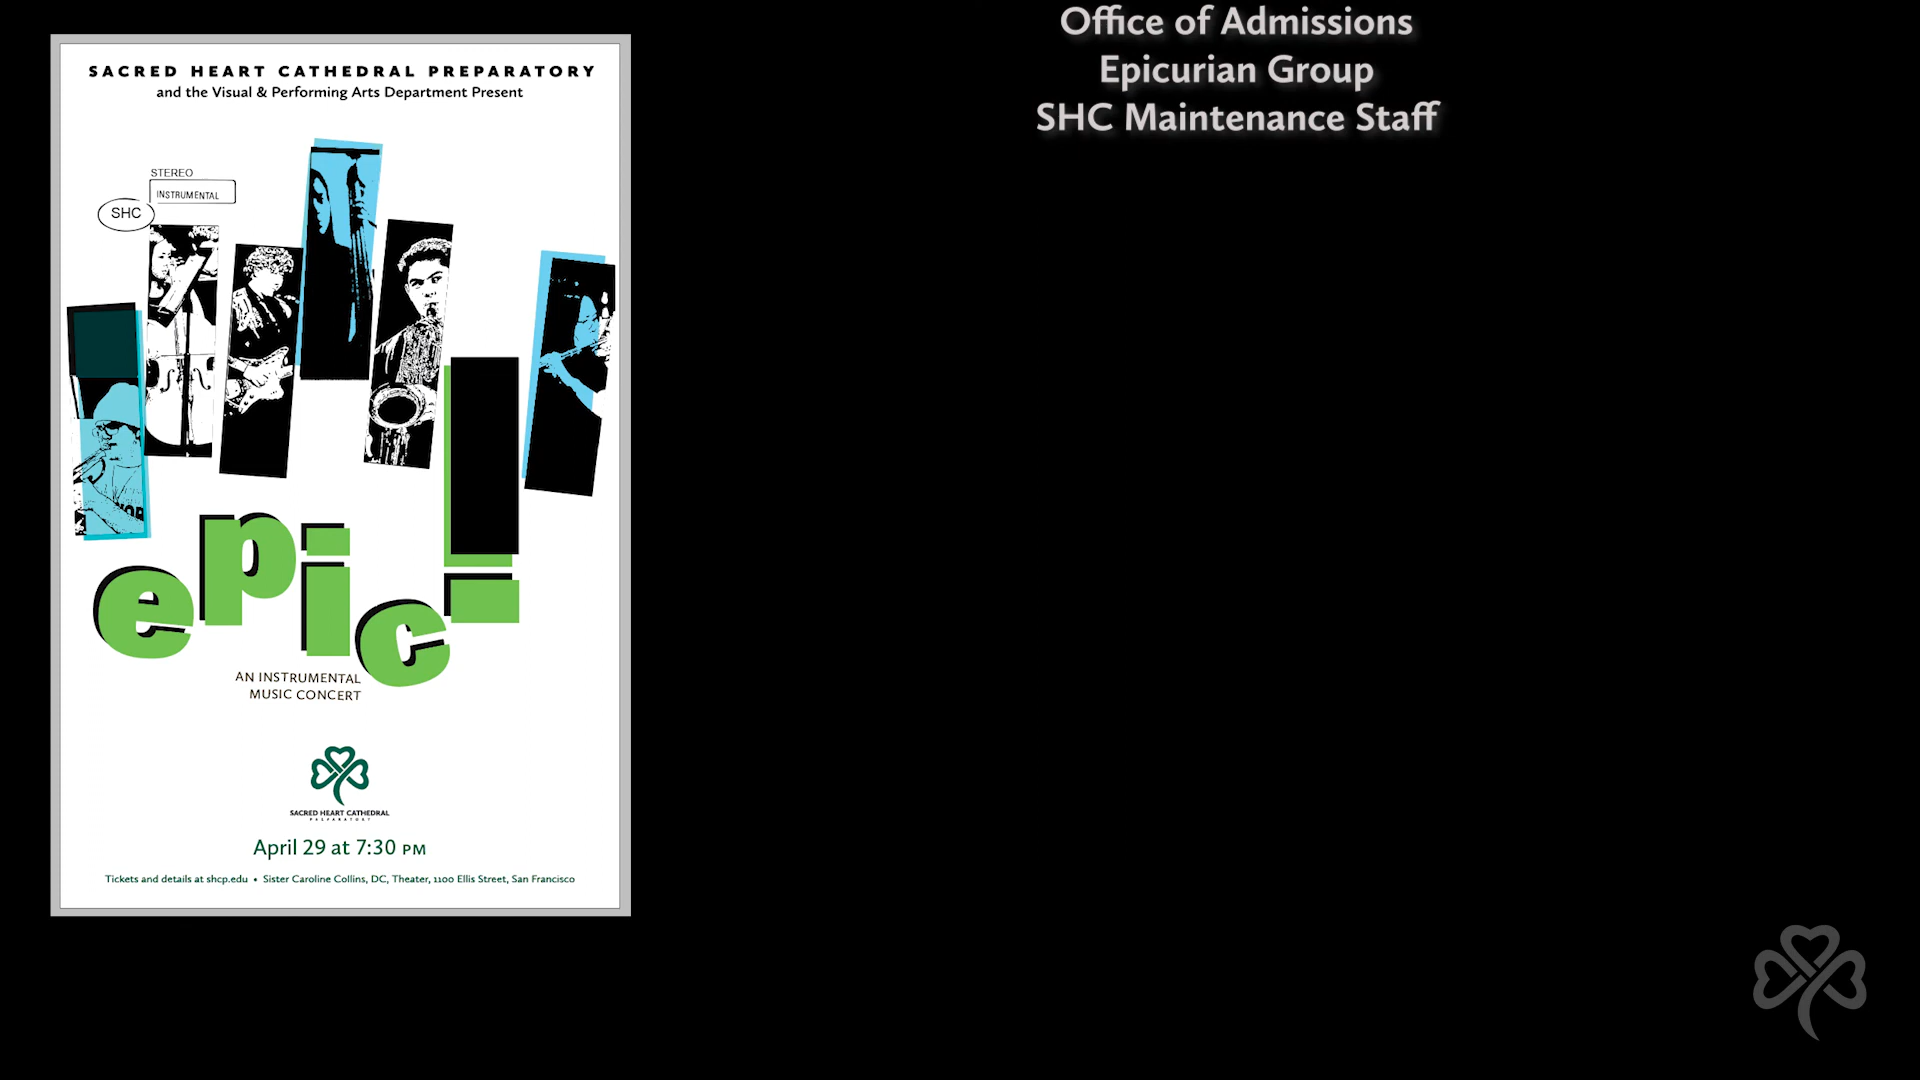 SACRED HEART CATHEDRAL PREPARATORY
and the Visual & Performing Arts Department Present
STEREO
INSTRUMENTAL
SHC
epic!
AN INSTRUMENTAL
MUSIC CONCERT
SACRED HEART CATHEDRAL
PREPARATORY
April 29 at 7:30 PM
Tickets and details at shcp.edu • Sister Caroline Collins, DC, Theater, 1100 Ellis Street, San Francisco
Office of Admissions
Epicurian Group
SHC Maintenance Staff